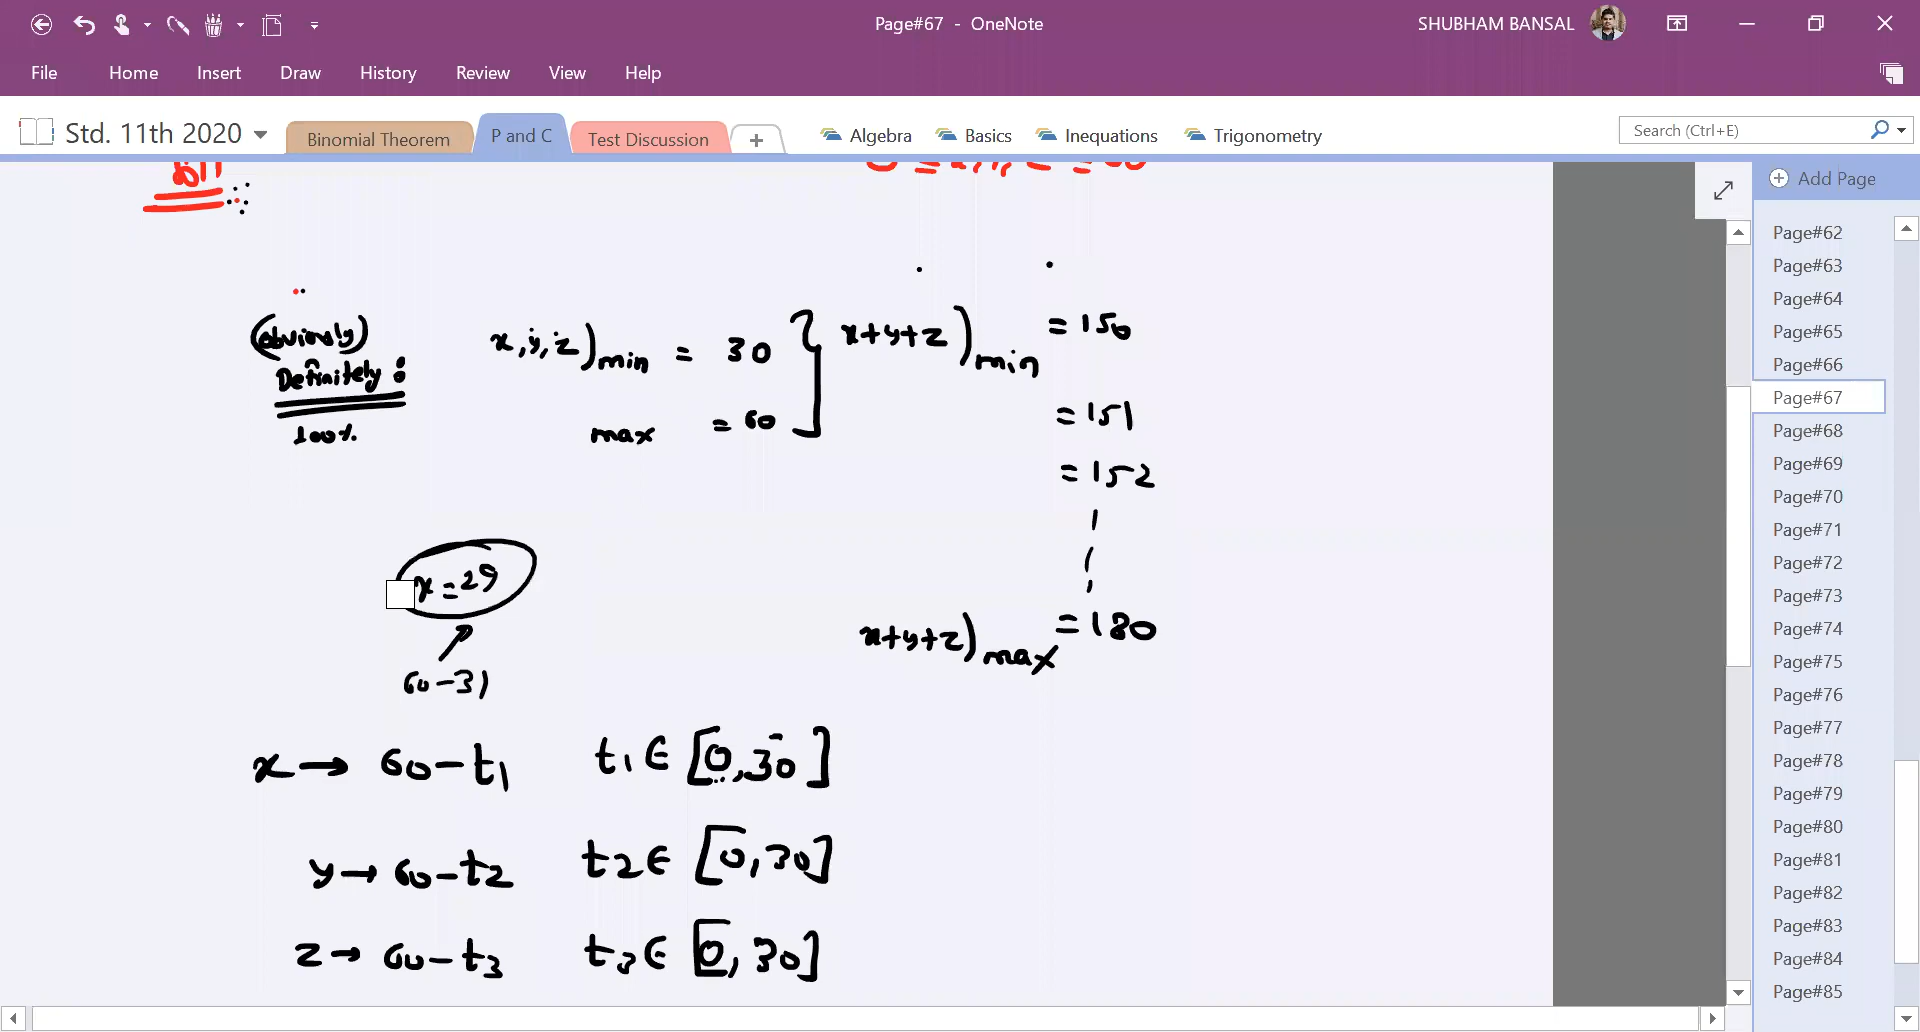 Page#67 - OneNote
SHUBHAM BANSAL
File Home Insert Draw History Review View Help
Std. 11th 2020
Binomial Theorem
P and C
Test Discussion
+
Algebra
Basics
Inequations
Trigonometry
Search (Ctrl+E)
Add Page
(obviously)
Definitely :
100%
x, y, z)min = 30
max = 60
x+y+z)min = 150
= 151
= 152
x+y+z)max = 180
x = 29
60-31
x → 60-t1 t1 ∈ [0, 30]
y → 60-t2 t2 ∈ [0, 30]
z → 60-t3 t3 ∈ [0, 30]
Page#62
Page#63
Page#64
Page#65
Page#66
Page#67
Page#68
Page#69
Page#70
Page#71
Page#72
Page#73
Page#74
Page#75
Page#76
Page#77
Page#78
Page#79
Page#80
Page#81
Page#82
Page#83
Page#84
Page#85